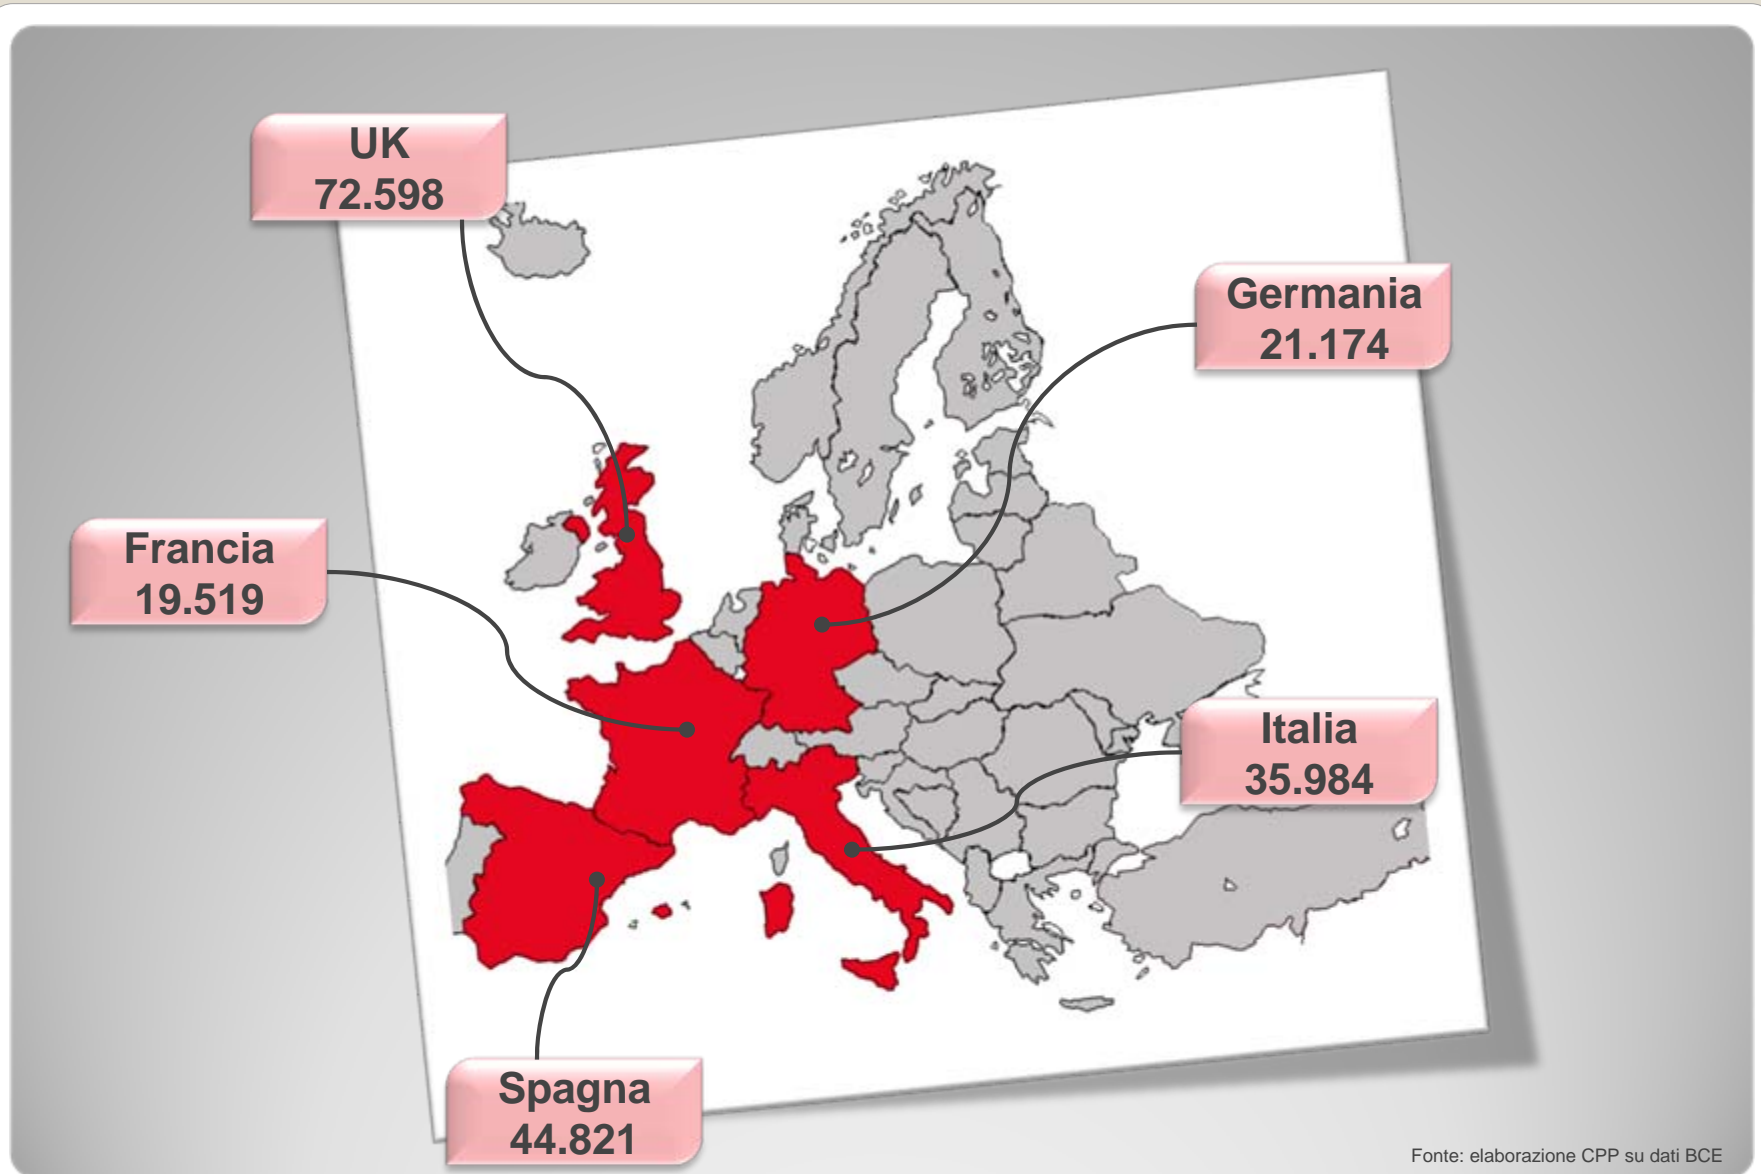 UK
72.598
Germania
21.174
Francia
19.519
Italia
35.984
Spagna
44.821
Fonte: elaborazione CPP su dati BCE